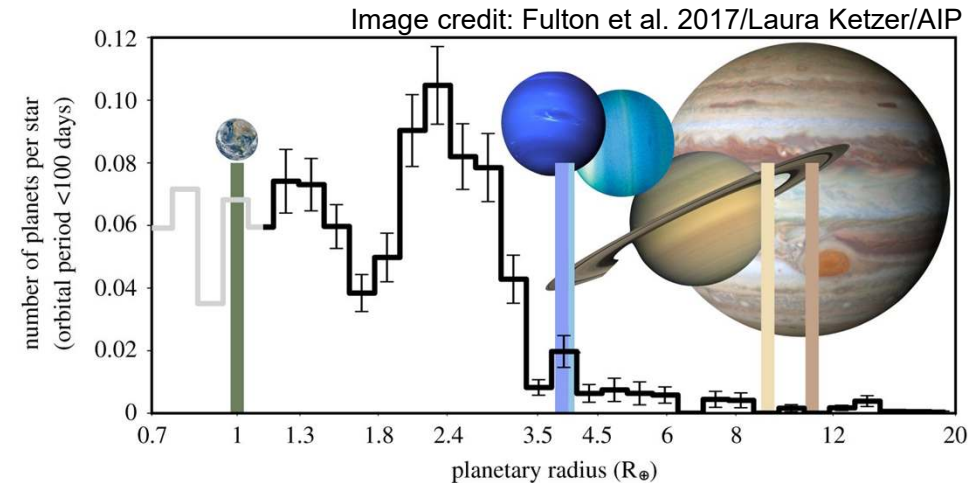 Image credit: Fulton et al. 2017/Laura Ketzer/AIP
number of planets per star
(orbital period <100 days)
0.12
0.10
0.08
0.06
0.04
0.02
0
0.7 1 1.3 1.8 2.4 3.5 4.5 6 8 12 20
planetary radius (R⊕)